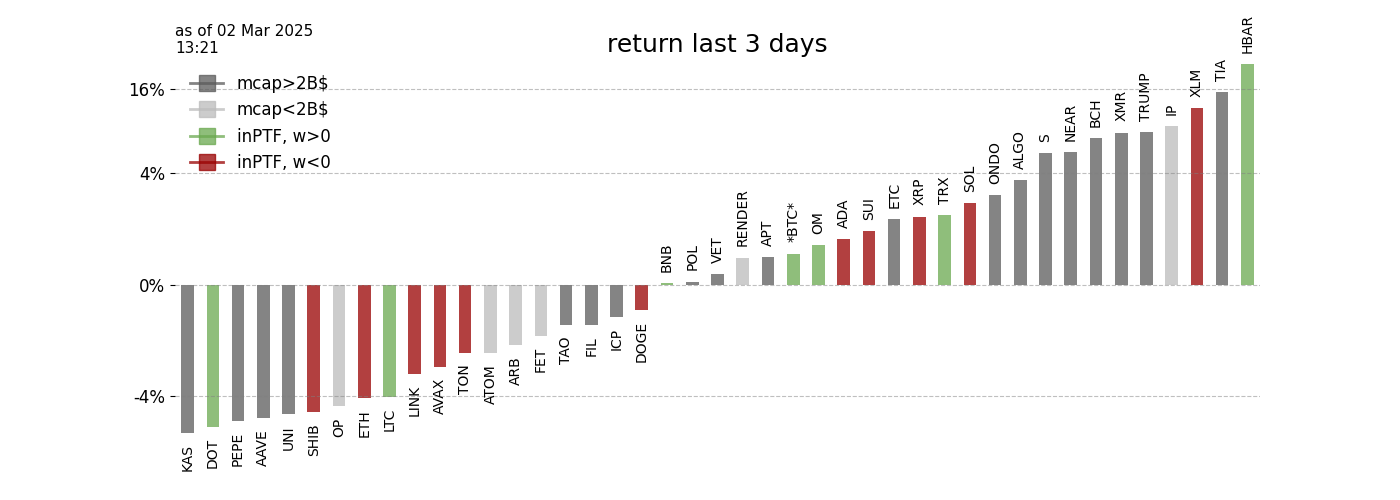 as of 02 Mar 2025
13:21
return last 3 days
mcap>2B$
mcap<2B$
inPTF, w>0
inPTF, w<0
16%
4%
0%
-4%
KAS
DOT
PEPE
AAVE
UNI
SHIB
OP
ETH
LTC
LINK
AVAX
TON
ATOM
ARB
FET
TAO
FIL
ICP
DOGE
BNB
POL
VET
RENDER
APT
*BTC*
OM
ADA
SUI
ETC
XRP
TRX
SOL
ONDO
ALGO
S
NEAR
BCH
XMR
TRUMP
IP
XLM
TIA
HBAR